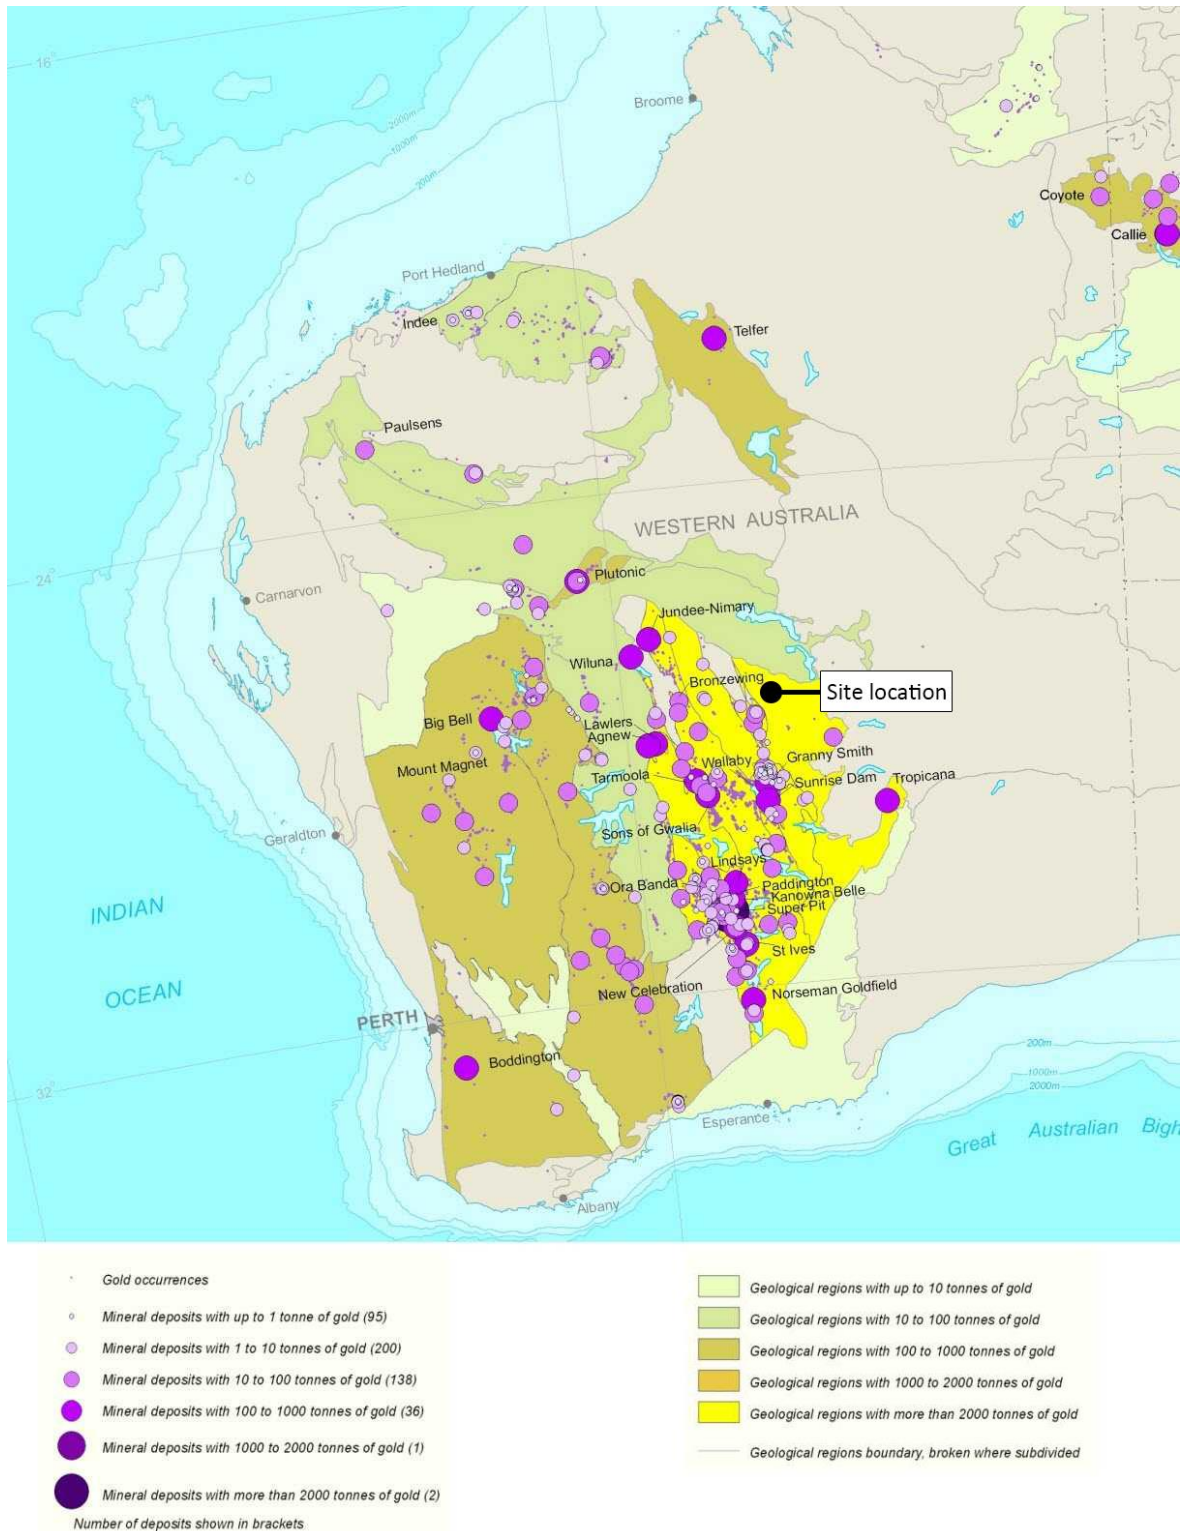 16°
2000m
1000m
200m
Broome
Coyote
Callie
Port Hedland
Indee
Telfer
Paulsens
WESTERN AUSTRALIA
24°
Carnarvon
Plutonic
Jundee-Nimary
Wiluna
Bronzewing
Site location
Big Bell
Lawlers
Agnew
Mount Magnet
Wallaby
Granny Smith
Tarmoola
Sunrise Dam
Tropicana
Geraldton
Sons of Gwalia
Lindsays
Ora Banda
Paddington
Kanowna Belle
Super Pit
INDIAN
OCEAN
St Ives
New Celebration
Norseman Goldfield
PERTH
Boddington
32°
200m
1000m
2000m
Esperance
Great Australian Bigh
Albany
Gold occurrences
Mineral deposits with up to 1 tonne of gold (95)
Mineral deposits with 1 to 10 tonnes of gold (200)
Mineral deposits with 10 to 100 tonnes of gold (138)
Mineral deposits with 100 to 1000 tonnes of gold (36)
Mineral deposits with 1000 to 2000 tonnes of gold (1)
Mineral deposits with more than 2000 tonnes of gold (2)
Number of deposits shown in brackets
Geological regions with up to 10 tonnes of gold
Geological regions with 10 to 100 tonnes of gold
Geological regions with 100 to 1000 tonnes of gold
Geological regions with 1000 to 2000 tonnes of gold
Geological regions with more than 2000 tonnes of gold
Geological regions boundary, broken where subdivided